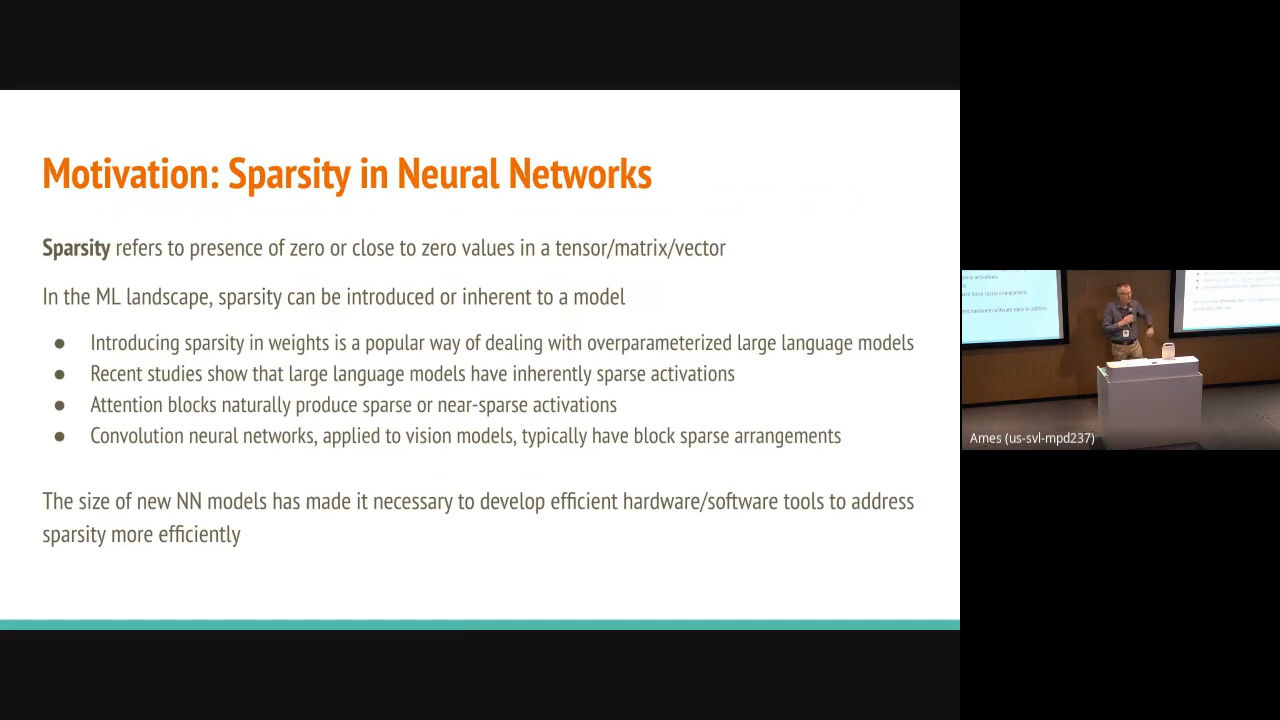 Motivation: Sparsity in Neural Networks
Sparsity refers to presence of zero or close to zero values in a tensor/matrix/vector
In the ML landscape, sparsity can be introduced or inherent to a model
● Introducing sparsity in weights is a popular way of dealing with overparameterized large language models
● Recent studies show that large language models have inherently sparse activations
● Attention blocks naturally produce sparse or near-sparse activations
● Convolution neural networks, applied to vision models, typically have block sparse arrangements
The size of new NN models has made it necessary to develop efficient hardware/software tools to address
sparsity more efficiently
Ames (us-svl-mpd237)